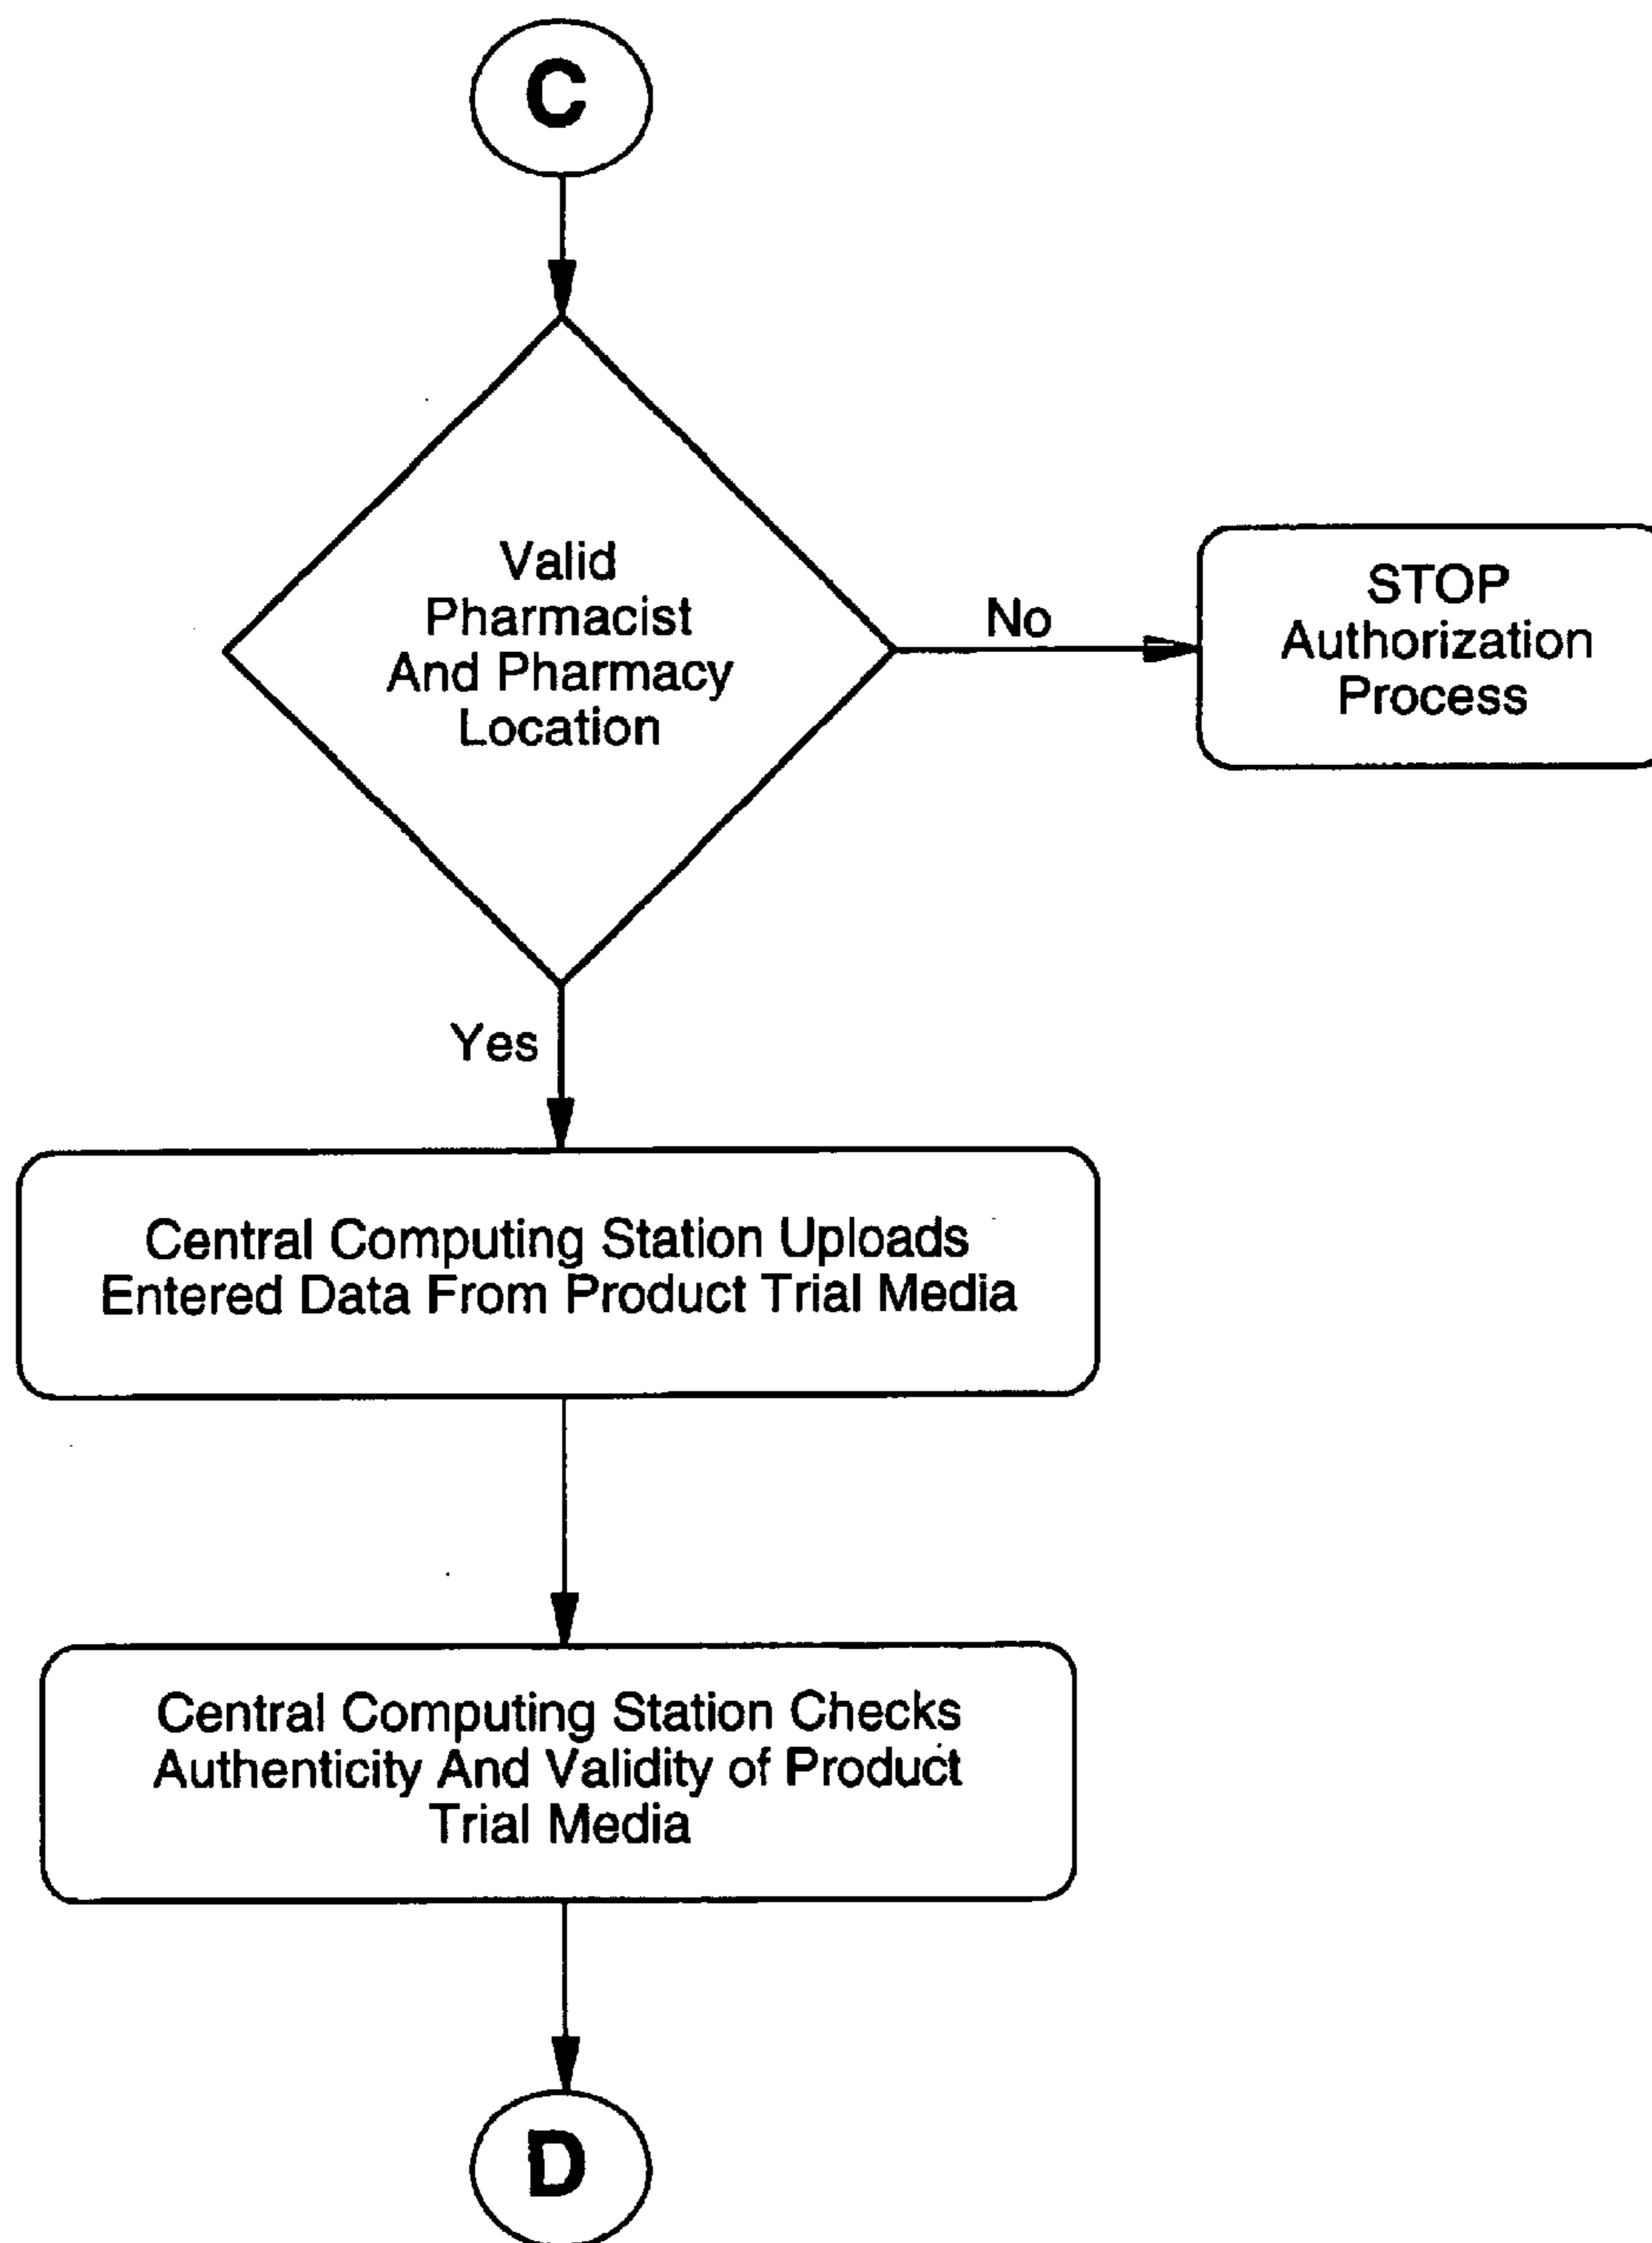 C
Valid
Pharmacist
And Pharmacy
Location
No
STOP
Authorization
Process
Yes
Central Computing Station Uploads
Entered Data From Product Trial Media
Central Computing Station Checks
Authenticity And Validity of Product
Trial Media
D